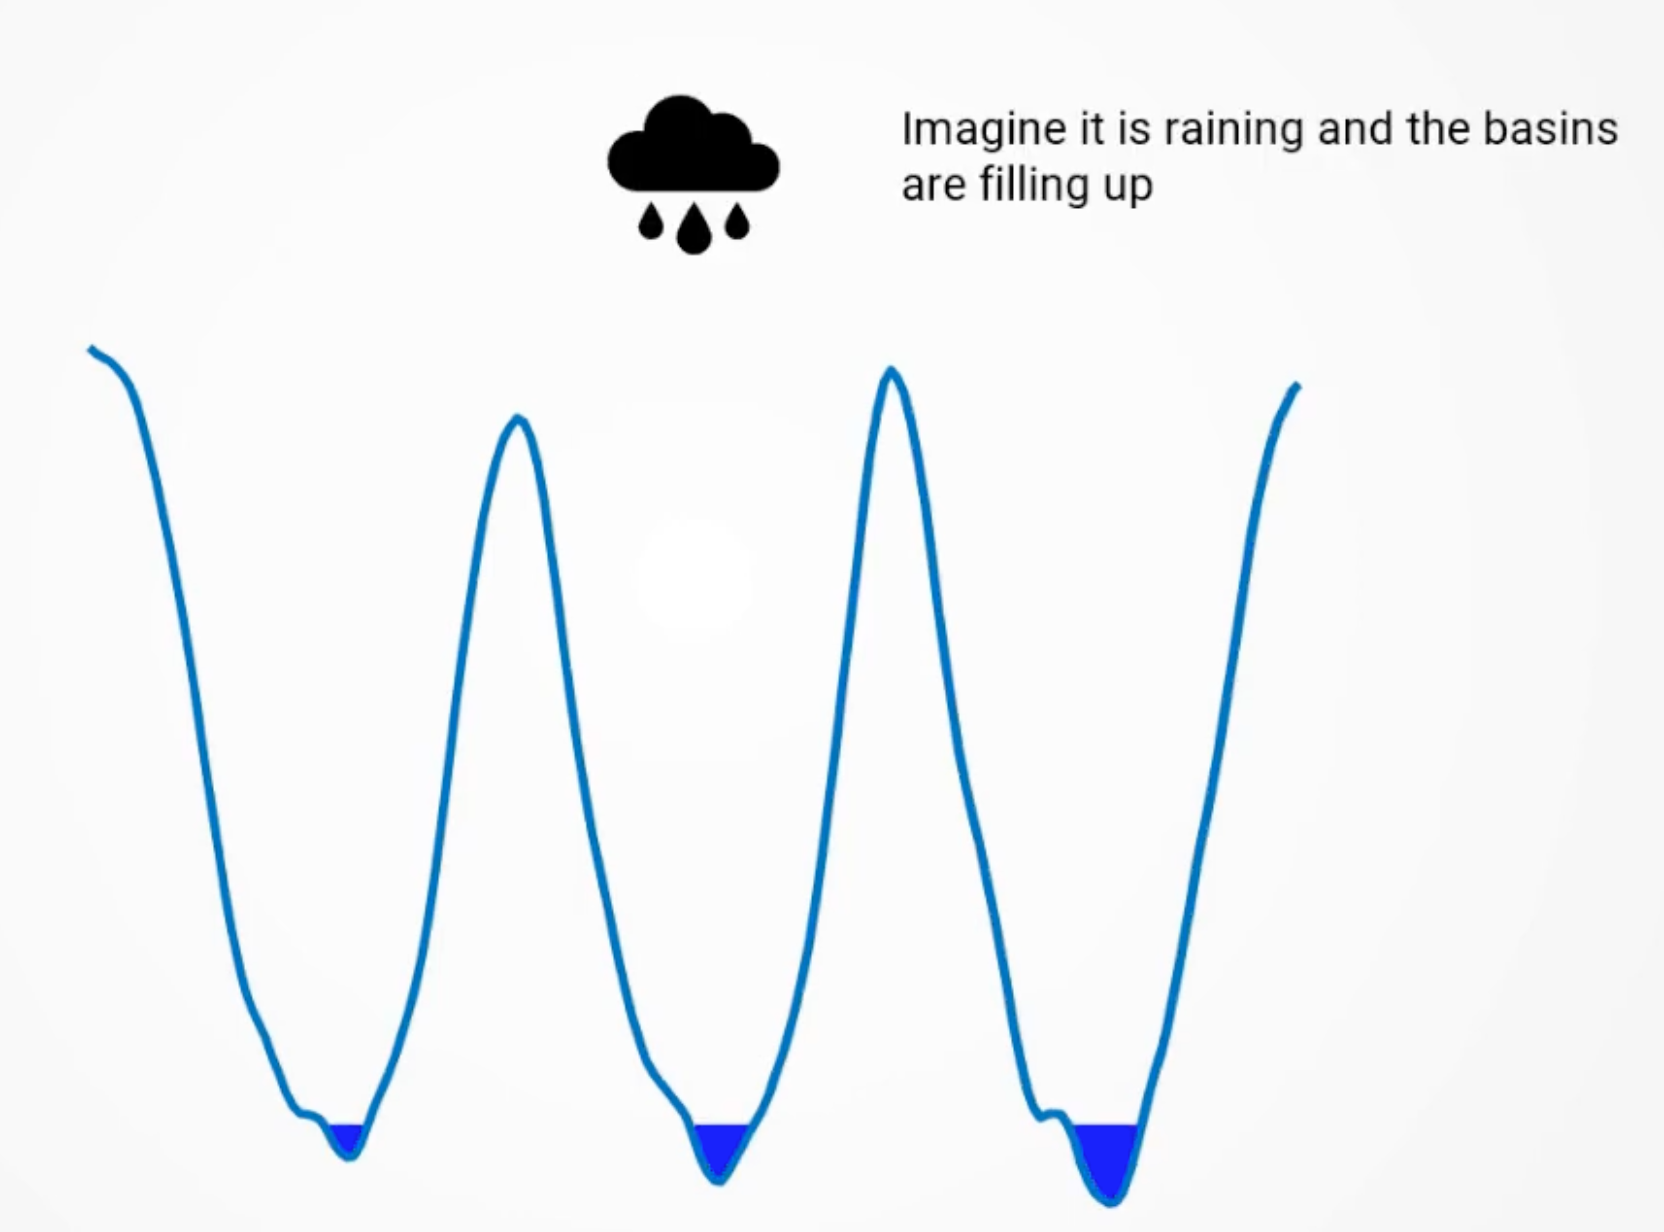 Imagine it is raining and the basins
are filling up